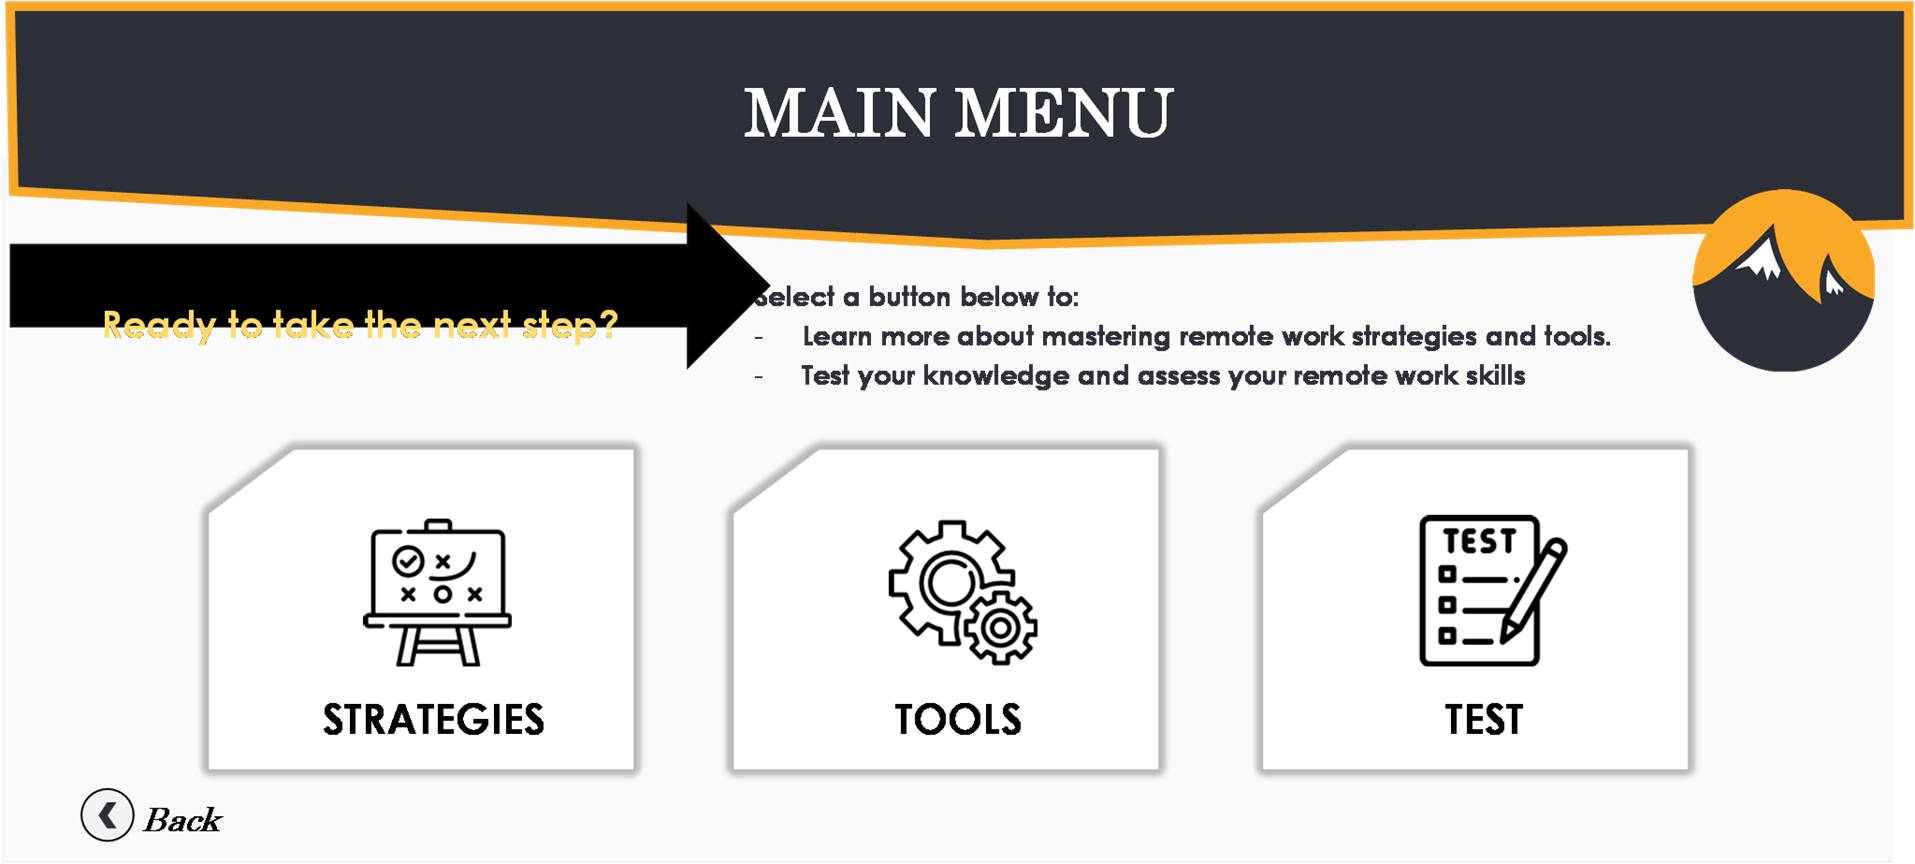 MAIN MENU
Ready to take the next step?
Select a button below to:
- Learn more about mastering remote work strategies and tools.
- Test your knowledge and assess your remote work skills
TEST
STRATEGIES
TOOLS
TEST
Back